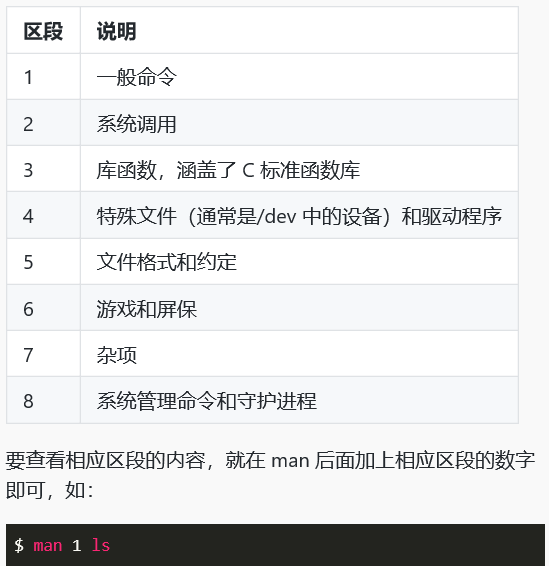 区段 说明
1 一般命令
2 系统调用
3 库函数，涵盖了 C 标准函数库
4 特殊文件（通常是/dev 中的设备）和驱动程序
5 文件格式和约定
6 游戏和屏保
7 杂项
8 系统管理命令和守护进程
要查看相应区段的内容，就在 man 后面加上相应区段的数字
即可，如：
$ man 1 ls